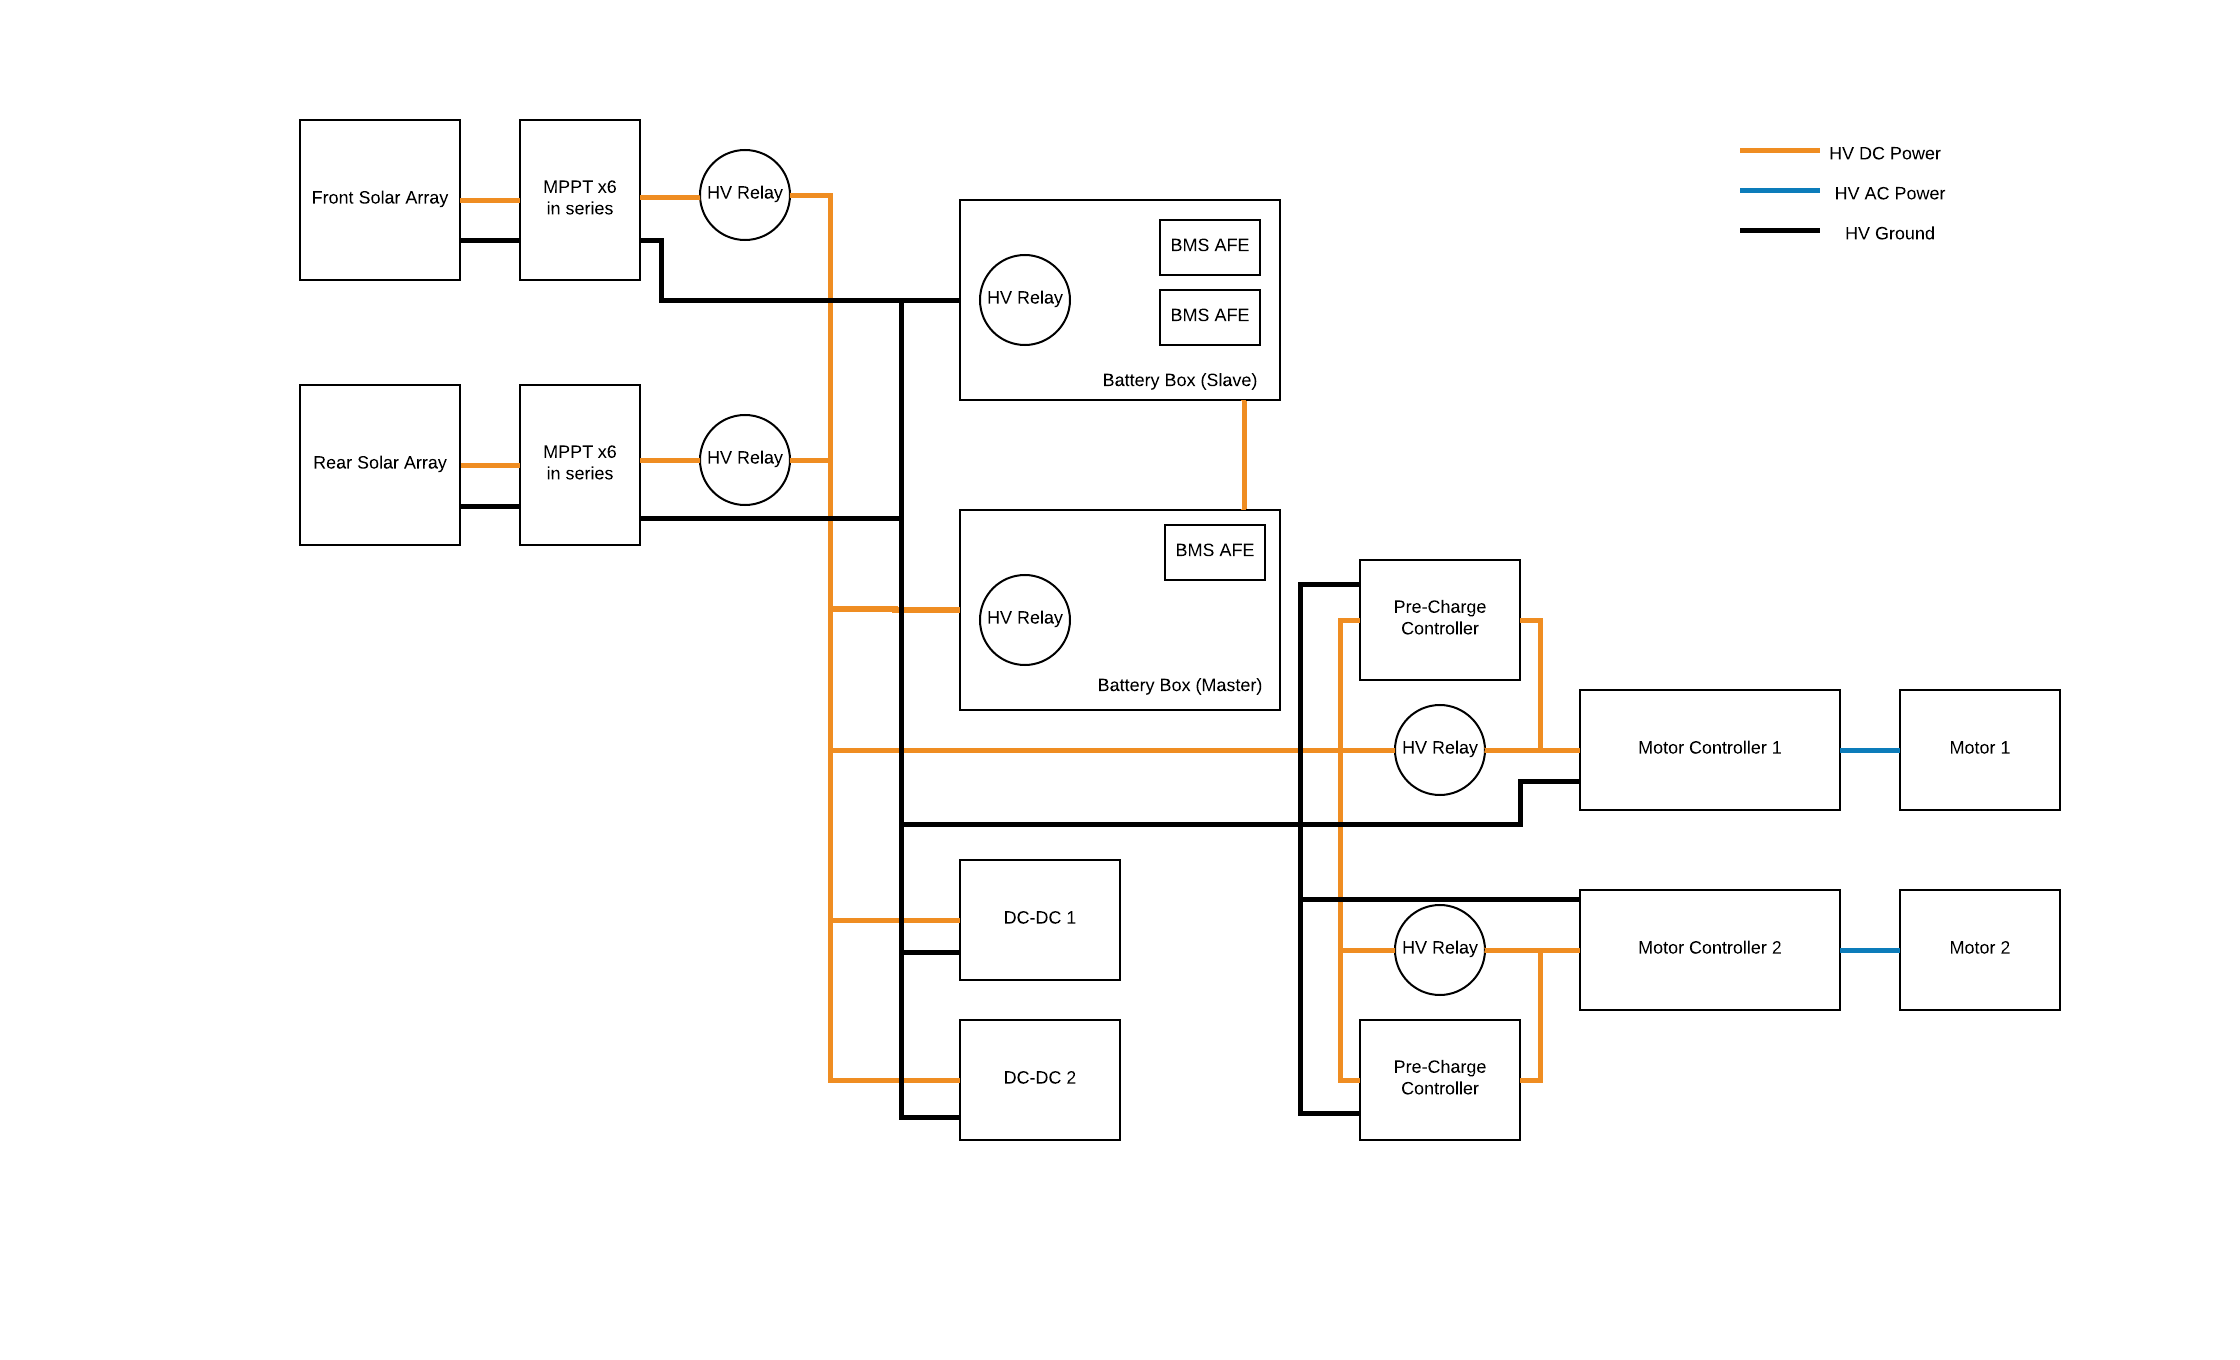 Front Solar Array
MPPT x6
in series
HV Relay
HV DC Power
HV AC Power
HV Ground
BMS AFE
HV Relay
BMS AFE
Battery Box (Slave)
Rear Solar Array
MPPT x6
in series
HV Relay
BMS AFE
HV Relay
Battery Box (Master)
Pre-Charge
Controller
HV Relay
Motor Controller 1
Motor 1
DC-DC 1
HV Relay
Motor Controller 2
Motor 2
DC-DC 2
Pre-Charge
Controller